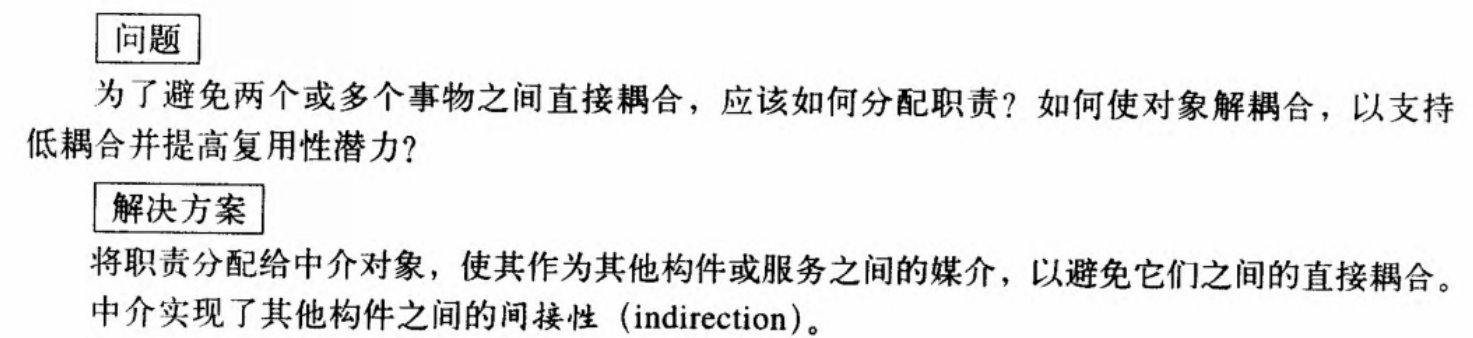 问题
为了避免两个或多个事物之间直接耦合，应该如何分配职责？如何使对象解耦合，以支持
低耦合并提高复用性潜力？
解决方案
将职责分配给中介对象，使其作为其他构件或服务之间的媒介，以避免它们之间的直接耦合。
中介实现了其他构件之间的间接性（indirection）。